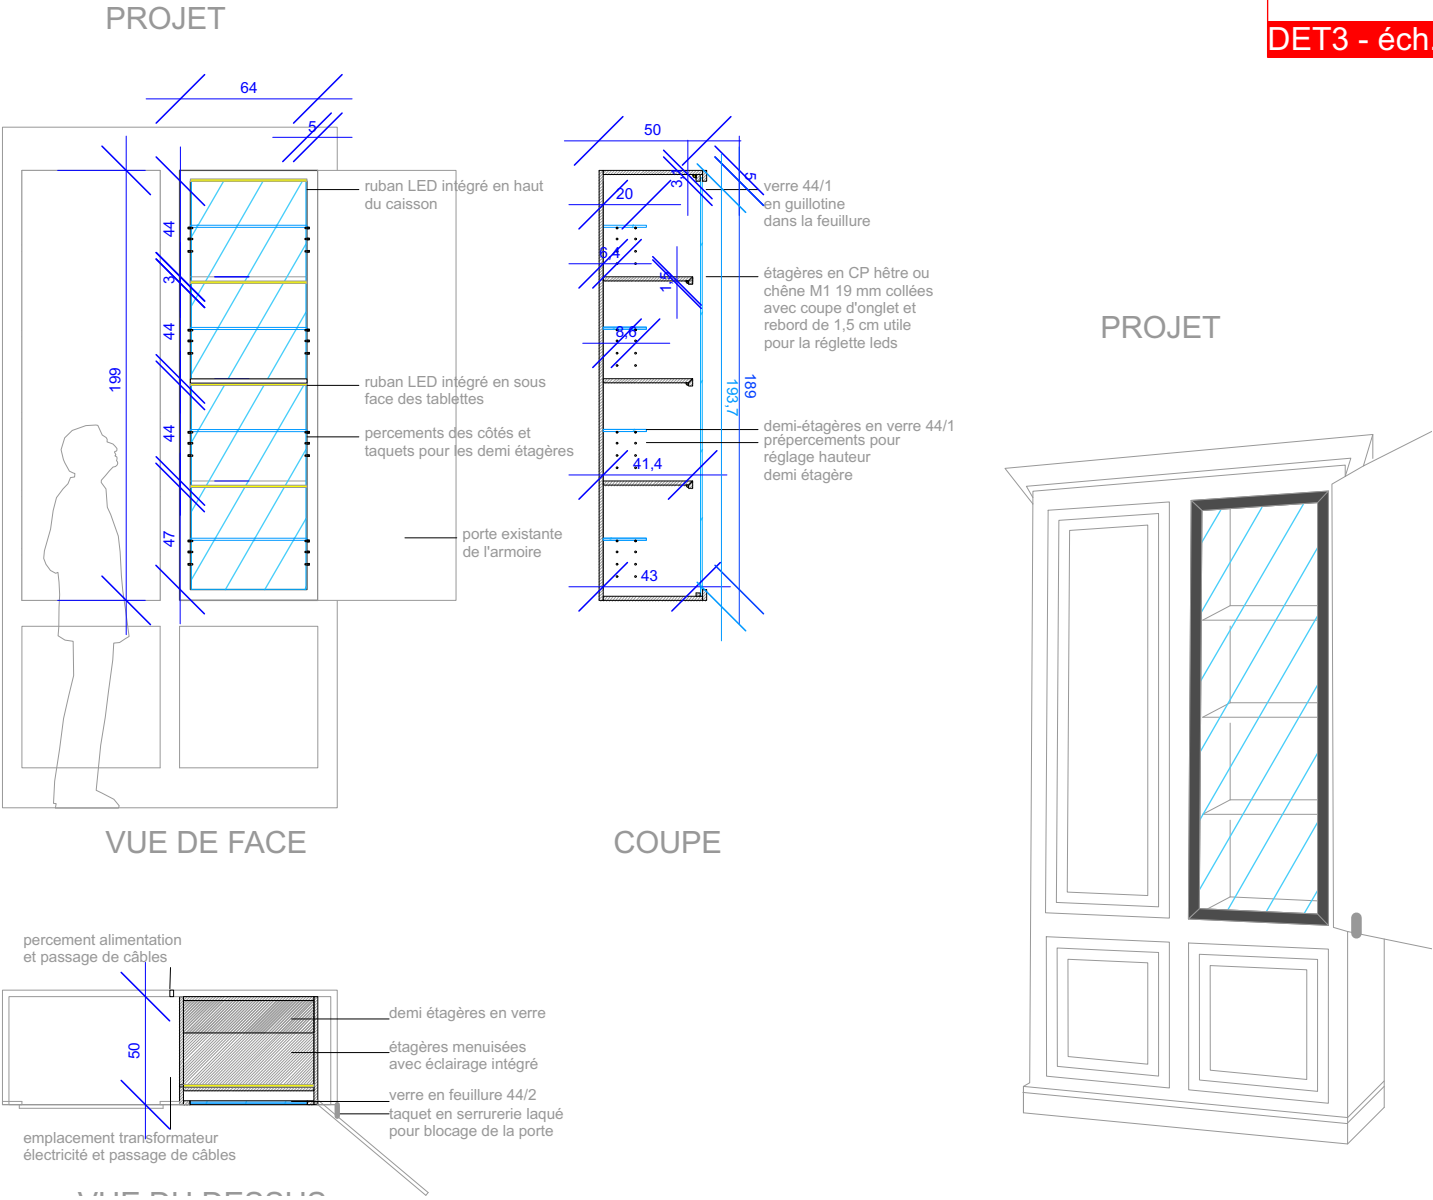 PROJET
DET3 - éch.
64
5
44
3
44
199
44
47
ruban LED intégré en haut
du caisson
ruban LED intégré en sous
face des tablettes
percements des côtés et
taquets pour les demi étagères
porte existante
de l'armoire
VUE DE FACE
50
20
3,1
5
6,4
1,5
8,6
189
193,7
41,4
43
verre 44/1
en guillotine
dans la feuillure
étagères en CP hêtre ou
chêne M1 19 mm collées
avec coupe d'onglet et
rebord de 1,5 cm utile
pour la réglette leds
demi-étagères en verre 44/1
prépercements pour
réglage hauteur
demi étagère
COUPE
PROJET
percement alimentation
et passage de câbles
50
demi étagères en verre
étagères menuisées
avec éclairage intégré
verre en feuillure 44/2
taquet en serrurerie laqué
pour blocage de la porte
emplacement transformateur
électricité et passage de câbles
VUE DU DESSUS